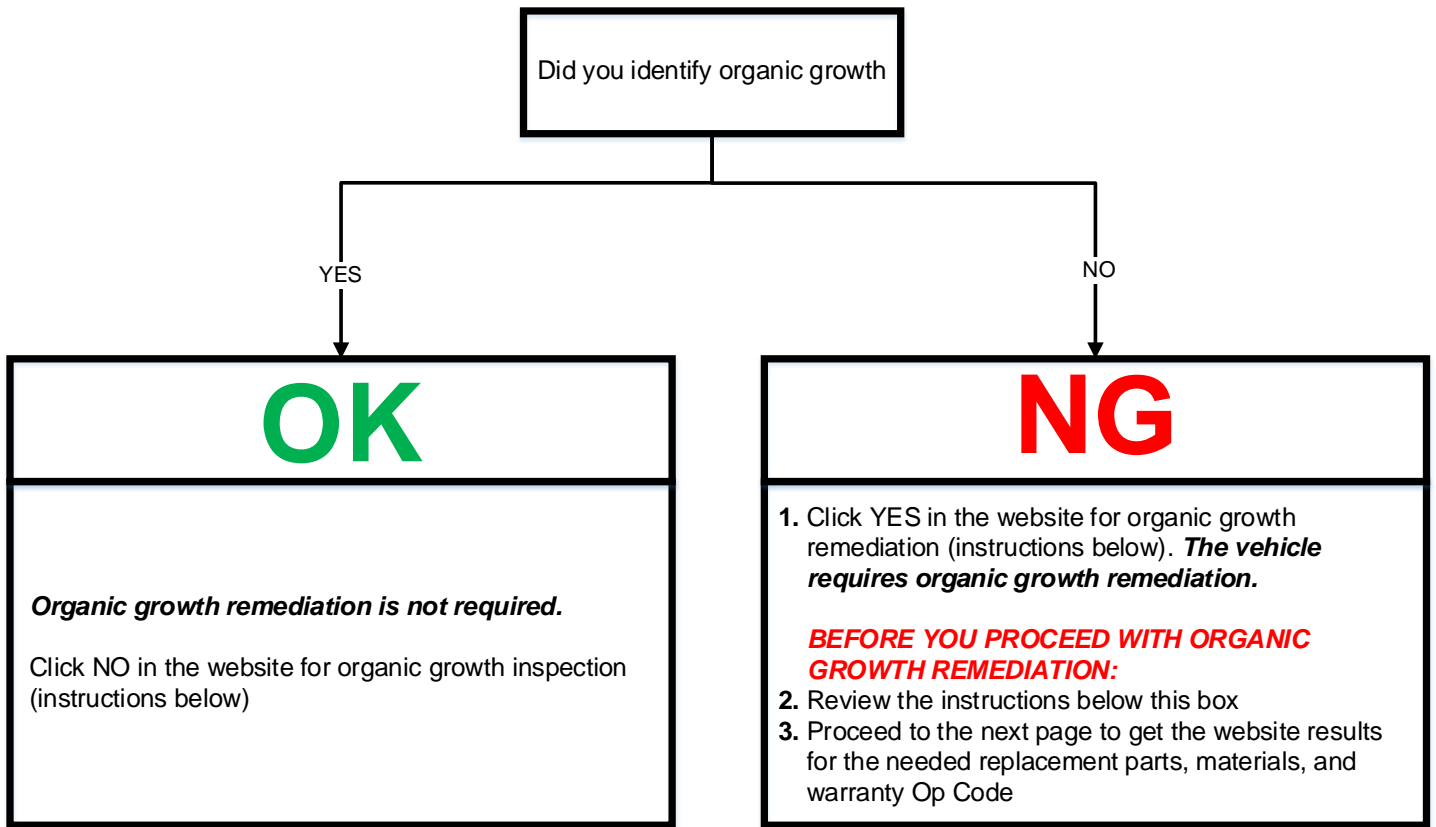 Did you identify organic growth
YES
NO
OK
Organic growth remediation is not required.
Click NO in the website for organic growth inspection
(instructions below)
NG
1. Click YES in the website for organic growth
remediation (instructions below). The vehicle
requires organic growth remediation.
BEFORE YOU PROCEED WITH ORGANIC
GROWTH REMEDIATION:
2. Review the instructions below this box
3. Proceed to the next page to get the website results
for the needed replacement parts, materials, and
warranty Op Code